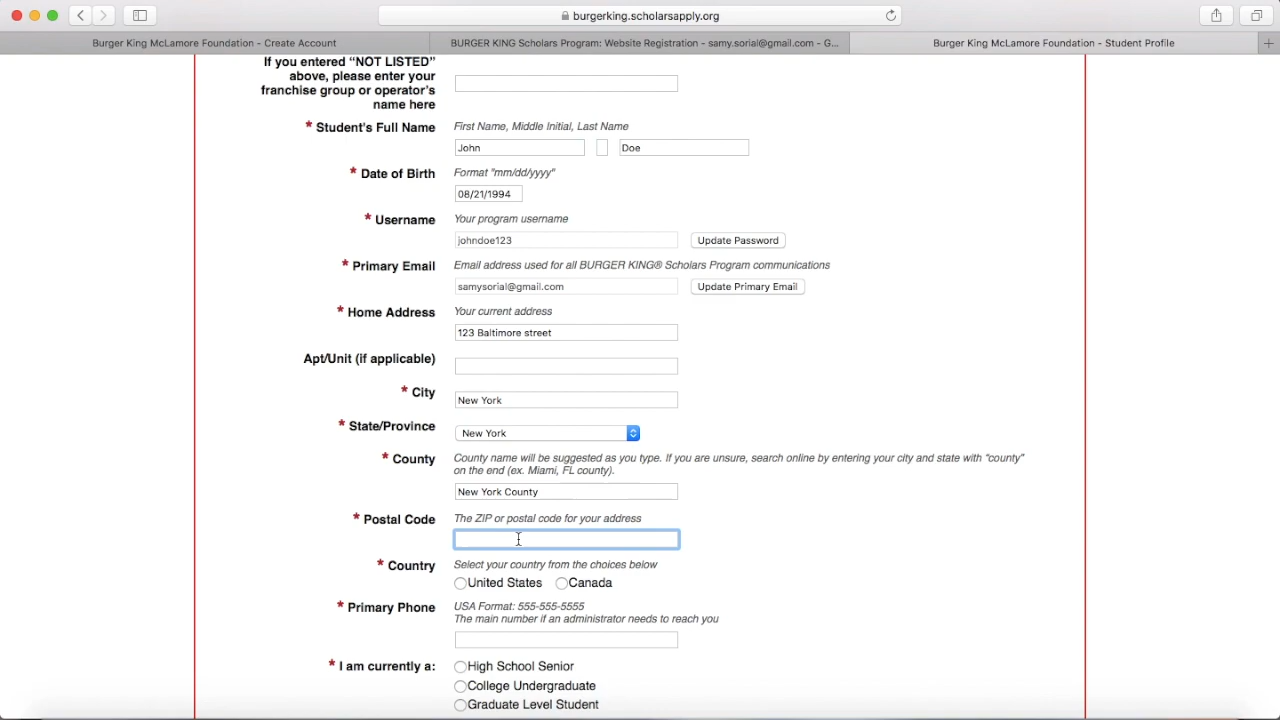 burgerking.scholarsapply.org
Burger King McLamore Foundation - Create Account
BURGER KING Scholars Program: Website Registration - samy.sorial@gmail.com - G...
Burger King McLamore Foundation - Student Profile
If you entered “NOT LISTED”
above, please enter your
franchise group or operator’s
name here
* Student's Full Name
First Name, Middle Initial, Last Name
John
Doe
* Date of Birth
Format "mm/dd/yyyy"
08/21/1994
* Username
Your program username
johndoe123
Update Password
* Primary Email
Email address used for all BURGER KING® Scholars Program communications
samysorial@gmail.com
Update Primary Email
* Home Address
Your current address
123 Baltimore street
Apt/Unit (if applicable)
* City
New York
* State/Province
New York
* County
County name will be suggested as you type. If you are unsure, search online by entering your city and state with “county”
on the end (ex. Miami, FL county).
New York County
* Postal Code
The ZIP or postal code for your address
* Country
Select your country from the choices below
United States
Canada
* Primary Phone
USA Format: 555-555-5555
The main number if an administrator needs to reach you
* I am currently a:
High School Senior
College Undergraduate
Graduate Level Student